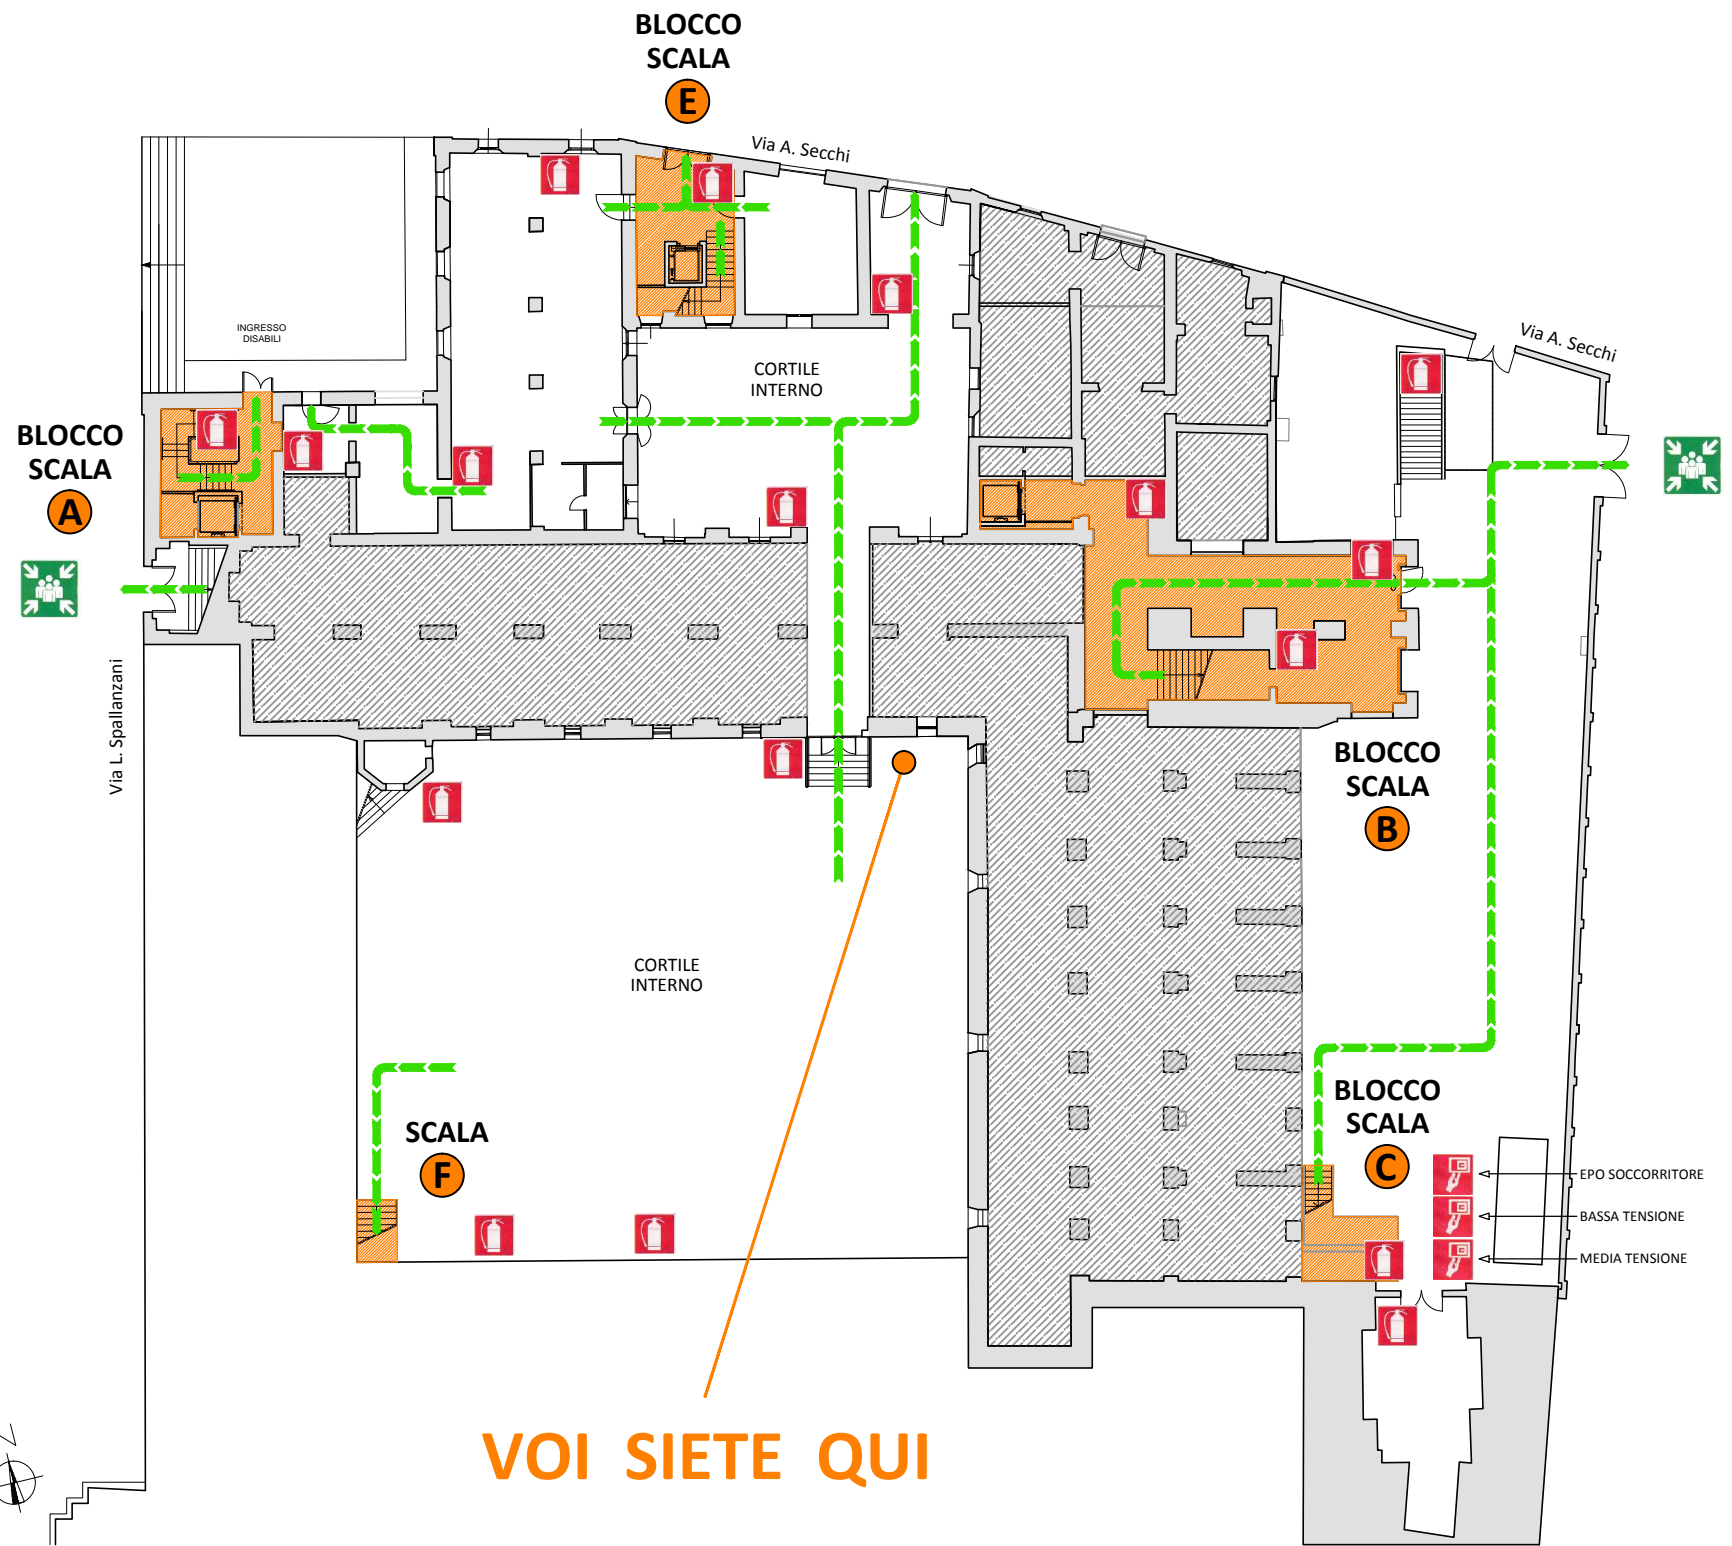 BLOCCO
SCALA
E
Via A. Secchi
INGRESSO
DISABILI
CORTILE
INTERNO
Via A. Secchi
BLOCCO
SCALA
A
Via L. Spallanzani
BLOCCO
SCALA
B
CORTILE
INTERNO
SCALA
F
BLOCCO
SCALA
C
EPO SOCCORRITORE
BASSA TENSIONE
MEDIA TENSIONE
VOI SIETE QUI
N